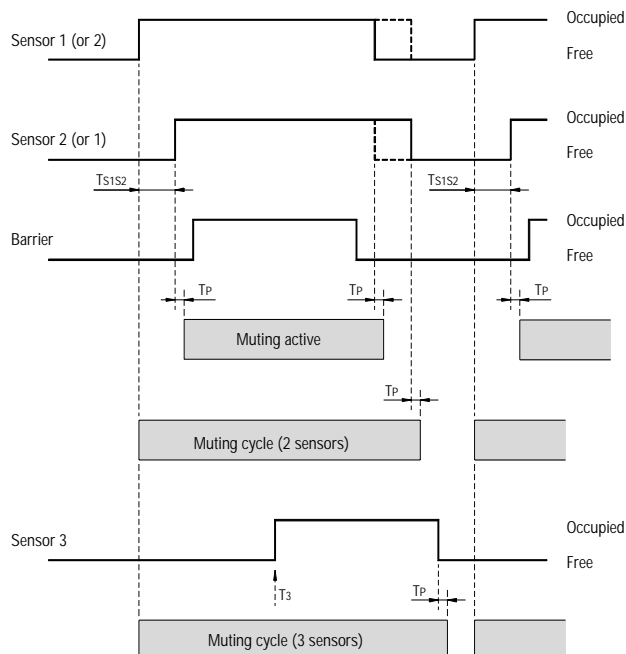 Occupied
Sensor 1 (or 2)
Free
Occupied
Sensor 2 (or 1)
Free
TS1S2 TS1S2
Occupied
Barrier
Free
TP TP TP
Muting active
TP
Muting cycle (2 sensors)
Occupied
Sensor 3
Free
T3 TP
Muting cycle (3 sensors)